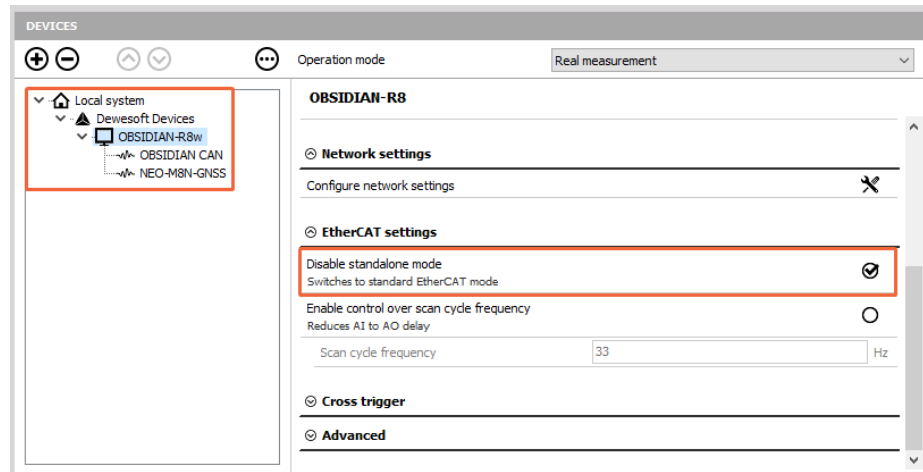 DEVICES
Operation mode
Real measurement
Local system
Dewesoft Devices
OBSIDIAN-R8w
OBSIDIAN CAN
NEO-M8N-GNSS
OBSIDIAN-R8
Network settings
Configure network settings
EtherCAT settings
Disable standalone mode
Switches to standard EtherCAT mode
Enable control over scan cycle frequency
Reduces AI to AO delay
Scan cycle frequency 33 Hz
Cross trigger
Advanced